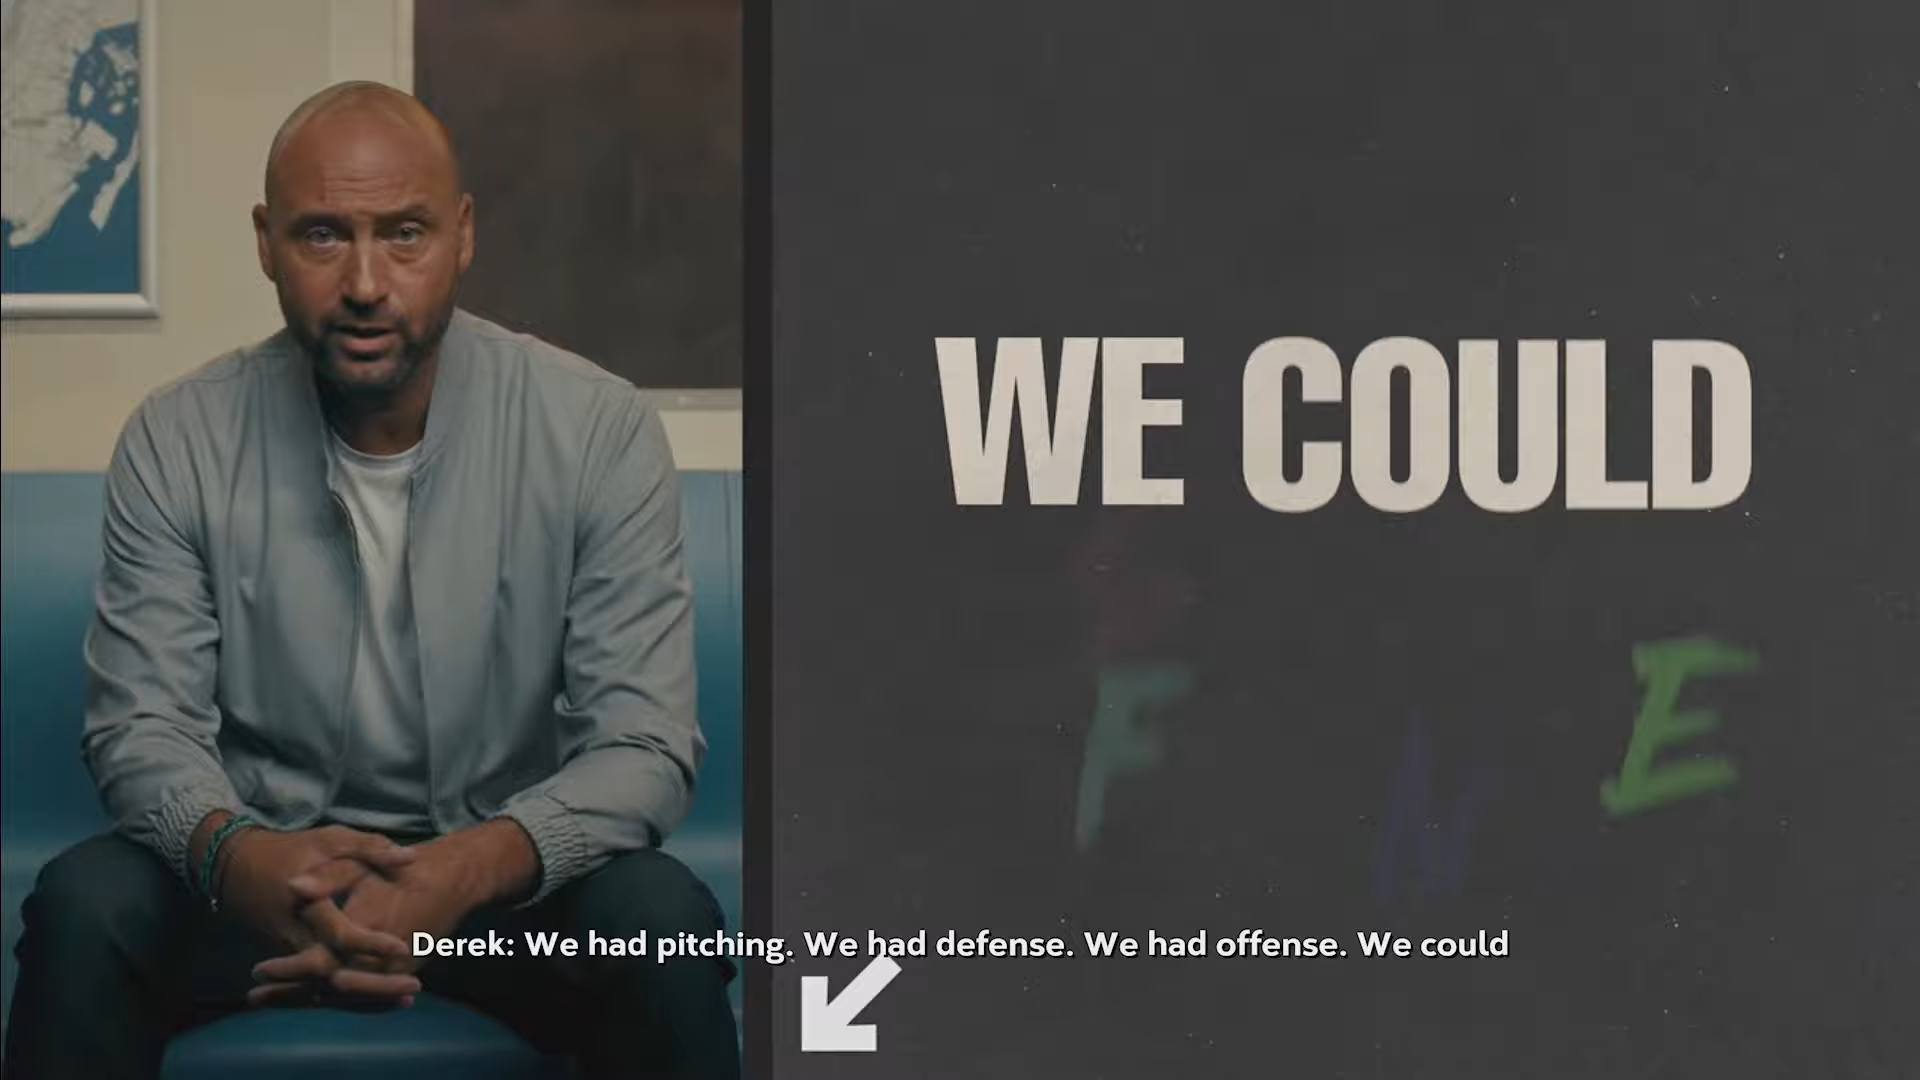 WE COULD
F N E
Derek: We had pitching. We had defense. We had offense. We could